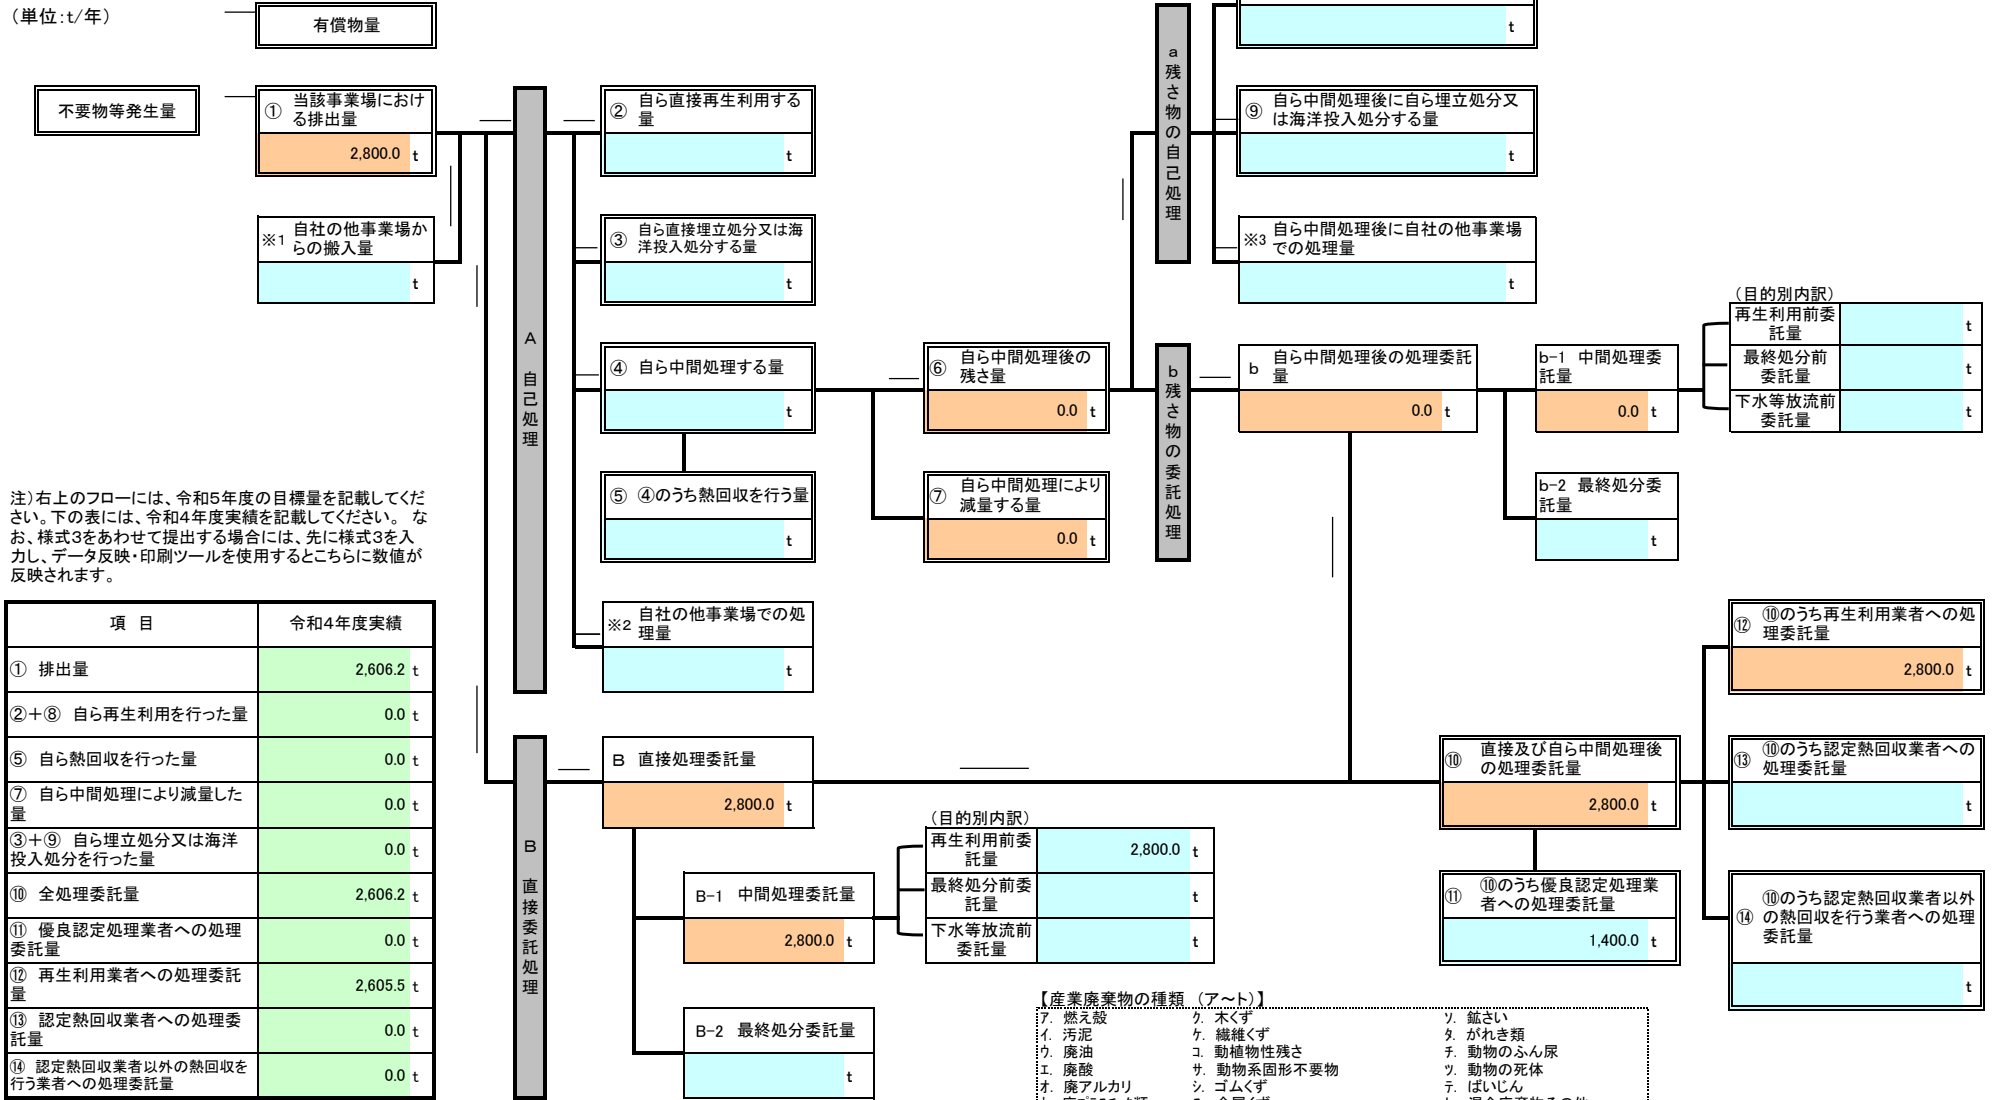 （単位:t/年）
有償物量
t
不要物等発生量
① 当該事業場におけ
る排出量
2,800.0 t
※1 自社の他事業場か
らの搬入量
t
A 自己処理
② 自ら直接再生利用する
量
t
③ 自ら直接埋立処分又は海
洋投入処分する量
t
④ 自ら中間処理する量
t
⑤ ④のうち熱回収を行う量
t
※2 自社の他事業場での処
理量
t
⑥ 自ら中間処理後の
残さ量
0.0 t
⑦ 自ら中間処理により
減量する量
0.0 t
a 残さ物の自己処理
⑨ 自ら中間処理後に自ら埋立処分又
は海洋投入処分する量
t
※3 自ら中間処理後に自社の他事業場
での処理量
t
b 残さ物の委託処理
b 自ら中間処理後の処理委託
量
0.0 t
b-1 中間処理委
託量
0.0 t
（目的別内訳）
再生利用前委
託量
t
最終処分前
委託量
t
下水等放流前
委託量
t
b-2 最終処分委
託量
t
注）右上のフローには、令和5年度の目標量を記載してくだ
さい。下の表には、令和4年度実績を記載してください。 な
お、様式3をあわせて提出する場合には、先に様式3を入
力し、データ反映・印刷ツールを使用するとこちらに数値が
反映されます。
項 目 令和4年度実績
① 排出量 2,606.2 t
②＋⑧ 自ら再生利用を行った量 0.0 t
⑤ 自ら熱回収を行った量 0.0 t
⑦ 自ら中間処理により減量した
量 0.0 t
③＋⑨ 自ら埋立処分又は海洋
投入処分を行った量 0.0 t
⑩ 全処理委託量 2,606.2 t
⑪ 優良認定処理業者への処理
委託量 0.0 t
⑫ 再生利用業者への処理委託
量 2,605.5 t
⑬ 認定熱回収業者への処理委
託量 0.0 t
⑭ 認定熱回収業者以外の熱回収を
行う業者への処理委託量 0.0 t
B 直接委託処理
B 直接処理委託量
2,800.0 t
B-1 中間処理委託量
2,800.0 t
（目的別内訳）
再生利用前委
託量
2,800.0 t
最終処分前委
託量
t
下水等放流前
委託量
t
B-2 最終処分委託量
t
⑩ 直接及び自ら中間処理後
の処理委託量
2,800.0 t
⑪ ⑩のうち優良認定処理業
者への処理委託量
1,400.0 t
⑫ ⑩のうち再生利用業者への処
理委託量
2,800.0 t
⑬ ⑩のうち認定熱回収業者への
処理委託量
t
⑭ ⑩のうち認定熱回収業者以外
の熱回収を行う業者への処理
委託量
t
【産業廃棄物の種類 （ア～ト）】
ア. 燃え殻 ク. 木くず ソ. 鉱さい
イ. 汚泥 ケ. 繊維くず タ. がれき類
ウ. 廃油 コ. 動植物性残さ チ. 動物のふん尿
エ. 廃酸 サ. 動物系固形不要物 ツ. 動物の死体
オ. 廃アルカリ シ. ゴムくず テ. ばいじん